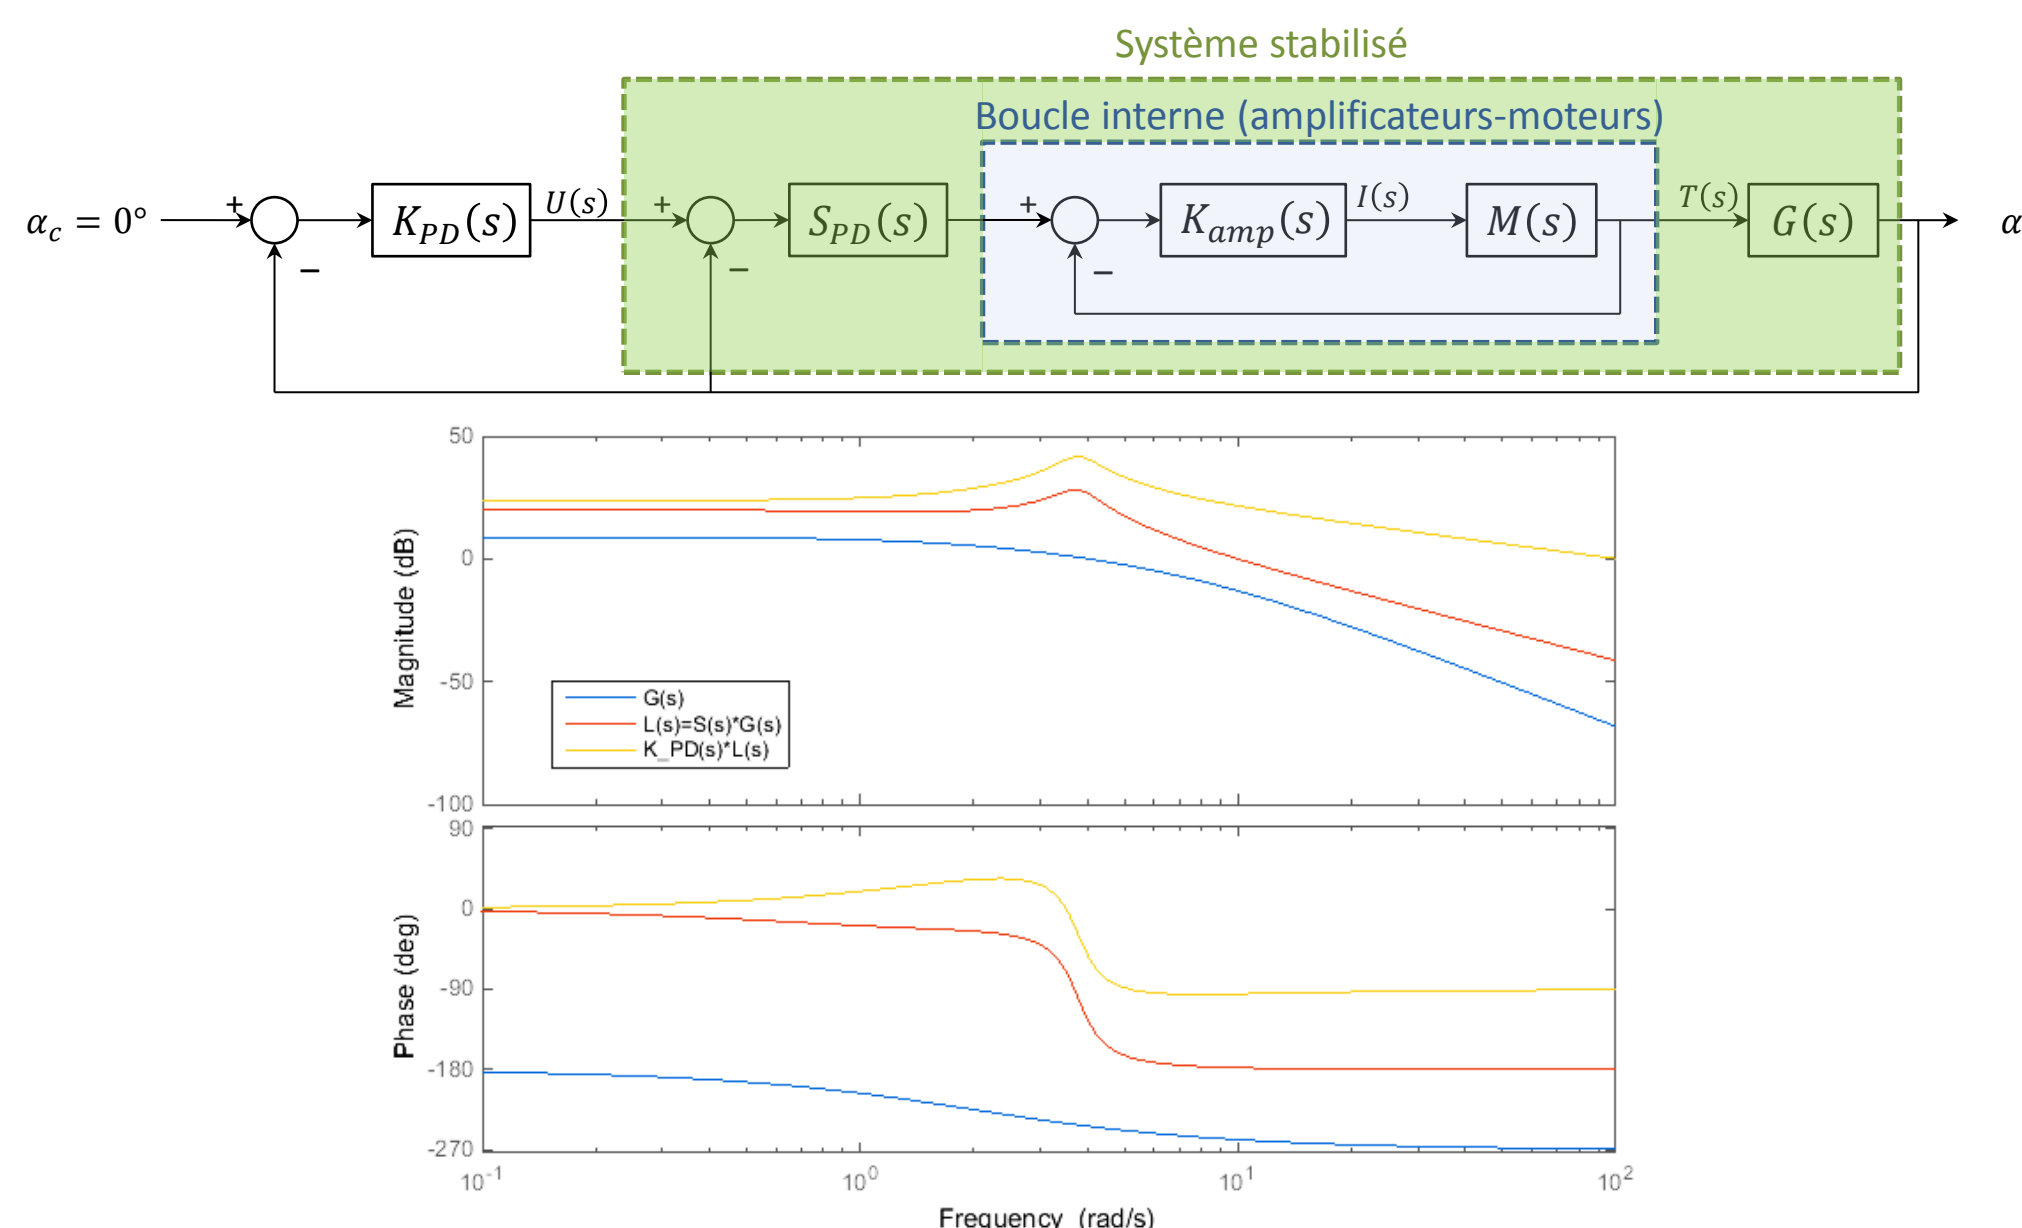 Système stabilisé
Boucle interne (amplificateurs-moteurs)
α_c = 0°
+
−
K_PD(s)
U(s)
+
−
S_PD(s)
+
−
K_amp(s)
I(s)
M(s)
T(s)
G(s)
α
50
0
-50
-100
Magnitude (dB)
G(s)
L(s)=S(s)*G(s)
K_PD(s)*L(s)
90
0
-90
-180
-270
Phase (deg)
10^-1
10^0
10^1
10^2
Frequency (rad/s)